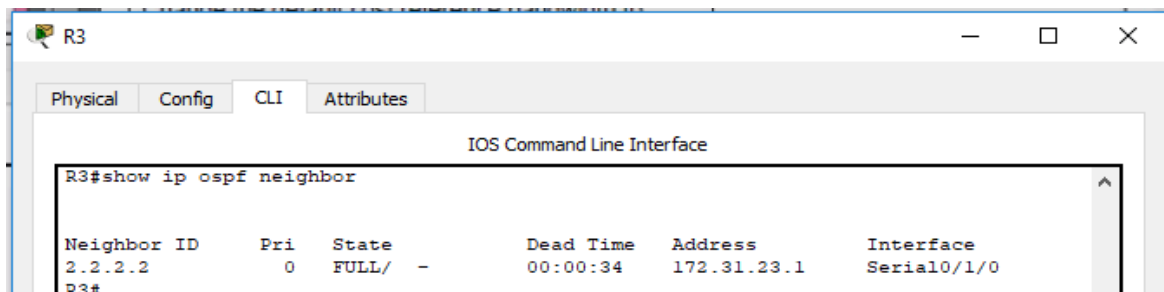 R3
Physical Config CLI Attributes
IOS Command Line Interface
R3#show ip ospf neighbor
Neighbor ID Pri State Dead Time Address Interface
2.2.2.2 0 FULL/ - 00:00:34 172.31.23.1 Serial0/1/0
R3#